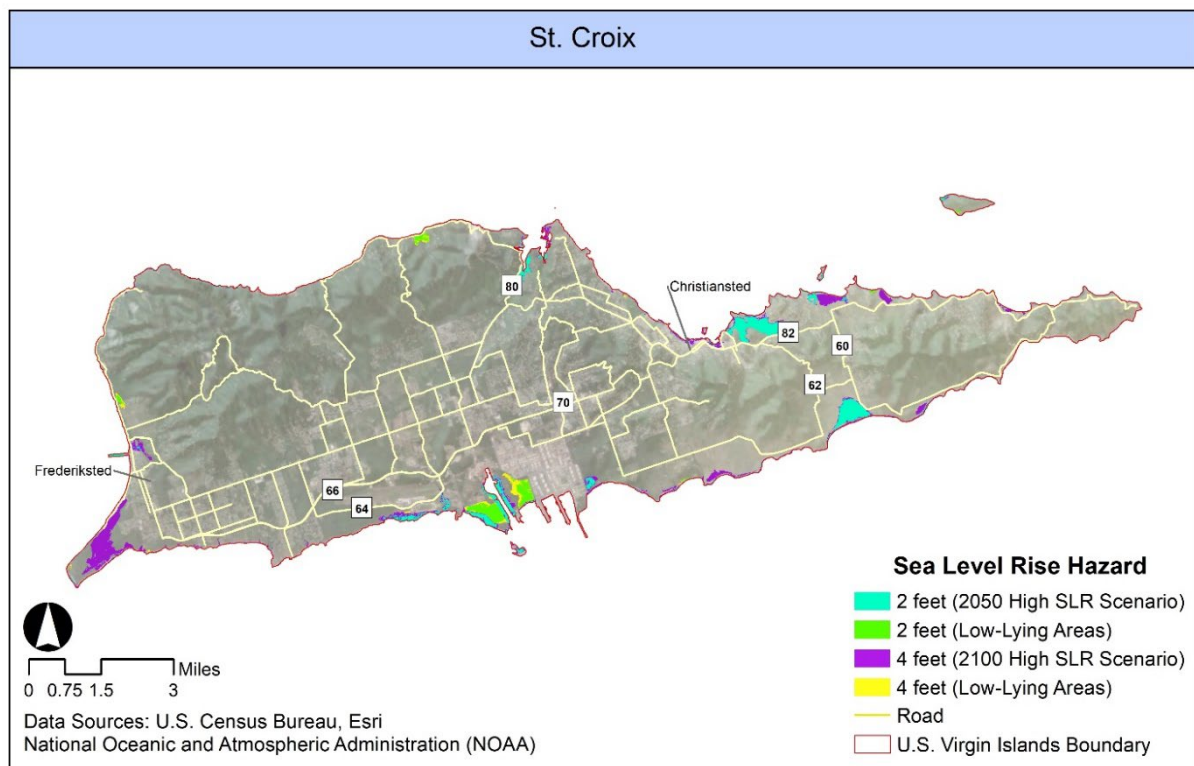 St. Croix
80
Christiansted
82
60
62
70
Frederiksted
66
64
Sea Level Rise Hazard
2 feet (2050 High SLR Scenario)
2 feet (Low-Lying Areas)
4 feet (2100 High SLR Scenario)
4 feet (Low-Lying Areas)
Road
U.S. Virgin Islands Boundary
Miles
0 0.75 1.5 3
Data Sources: U.S. Census Bureau, Esri
National Oceanic and Atmospheric Administration (NOAA)